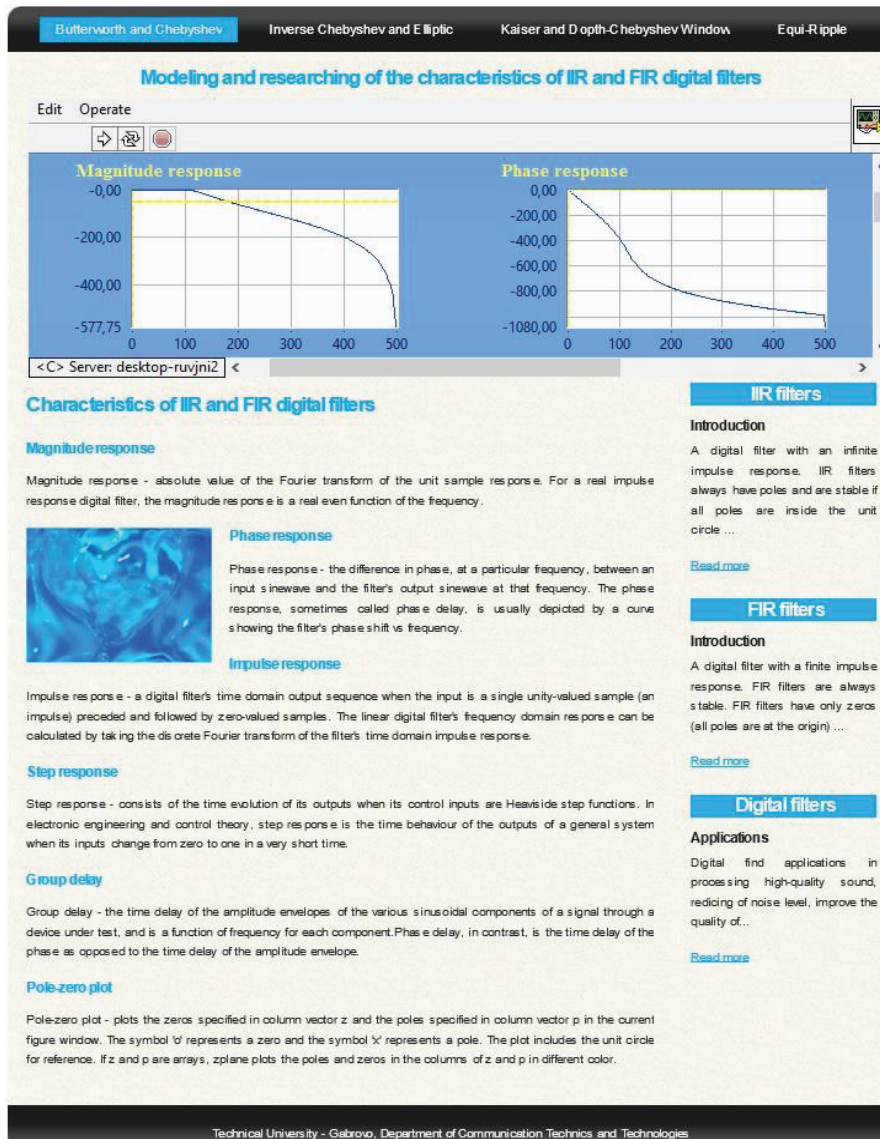 Butterworth and Chebyshev Inverse Chebyshev and Elliptic Kaiser and Dopth-Chebyshev Window Equi-Ripple
Modeling and researching of the characteristics of IIR and FIR digital filters
Edit Operate
Magnitude response
-0,00
-200,00
-400,00
-577,75
0 100 200 300 400 500
Phase response
0,00
-200,00
-400,00
-600,00
-800,00
-1080,00
0 100 200 300 400 500
<C> Server: desktop-ruvjni2
Characteristics of IIR and FIR digital filters
Magnitude response
Magnitude response - absolute value of the Fourier transform of the unit sample response. For a real impulse
response digital filter, the magnitude response is a real even function of the frequency.
Phase response
Phase response - the difference in phase, at a particular frequency, between an
input sinewave and the filter's output sinewave at that frequency. The phase
response, sometimes called phase delay, is usually depicted by a curve
showing the filter's phase shift vs frequency.
Impulse response
Impulse response - a digital filter's time domain output sequence when the input is a single unity-valued sample (an
impulse) preceded and followed by zero-valued samples. The linear digital filter's frequency domain response can be
calculated by taking the discrete Fourier transform of the filter's time domain impulse response.
Step response
Step response - consists of the time evolution of its outputs when its control inputs are Heaviside step functions. In
electronic engineering and control theory, step response is the time behaviour of the outputs of a general system
when its inputs change from zero to one in a very short time.
Group delay
Group delay - the time delay of the amplitude envelopes of the various sinusoidal components of a signal through a
device under test, and is a function of frequency for each component.Phase delay, in contrast, is the time delay of the
phase as opposed to the time delay of the amplitude envelope.
Pole-zero plot
Pole-zero plot - plots the zeros specified in column vector z and the poles specified in column vector p in the current
figure window. The symbol 'o' represents a zero and the symbol 'x' represents a pole. The plot includes the unit circle
for reference. If z and p are arrays, zplane plots the poles and zeros in the columns of z and p in different color.
IIR filters
Introduction
A digital filter with an infinite
impulse response. IIR filters
always have poles and are stable if
all poles are inside the unit
circle ...
Read more
FIR filters
Introduction
A digital filter with a finite impulse
response. FIR filters are always
stable. FIR filters have only zeros
(all poles are at the origin) ...
Read more
Digital filters
Applications
Digital find applications in
processing high-quality sound,
redicing of noise level, improve the
quality of...
Read more
Technical University - Gabrovo, Department of Communication Technics and Technologies